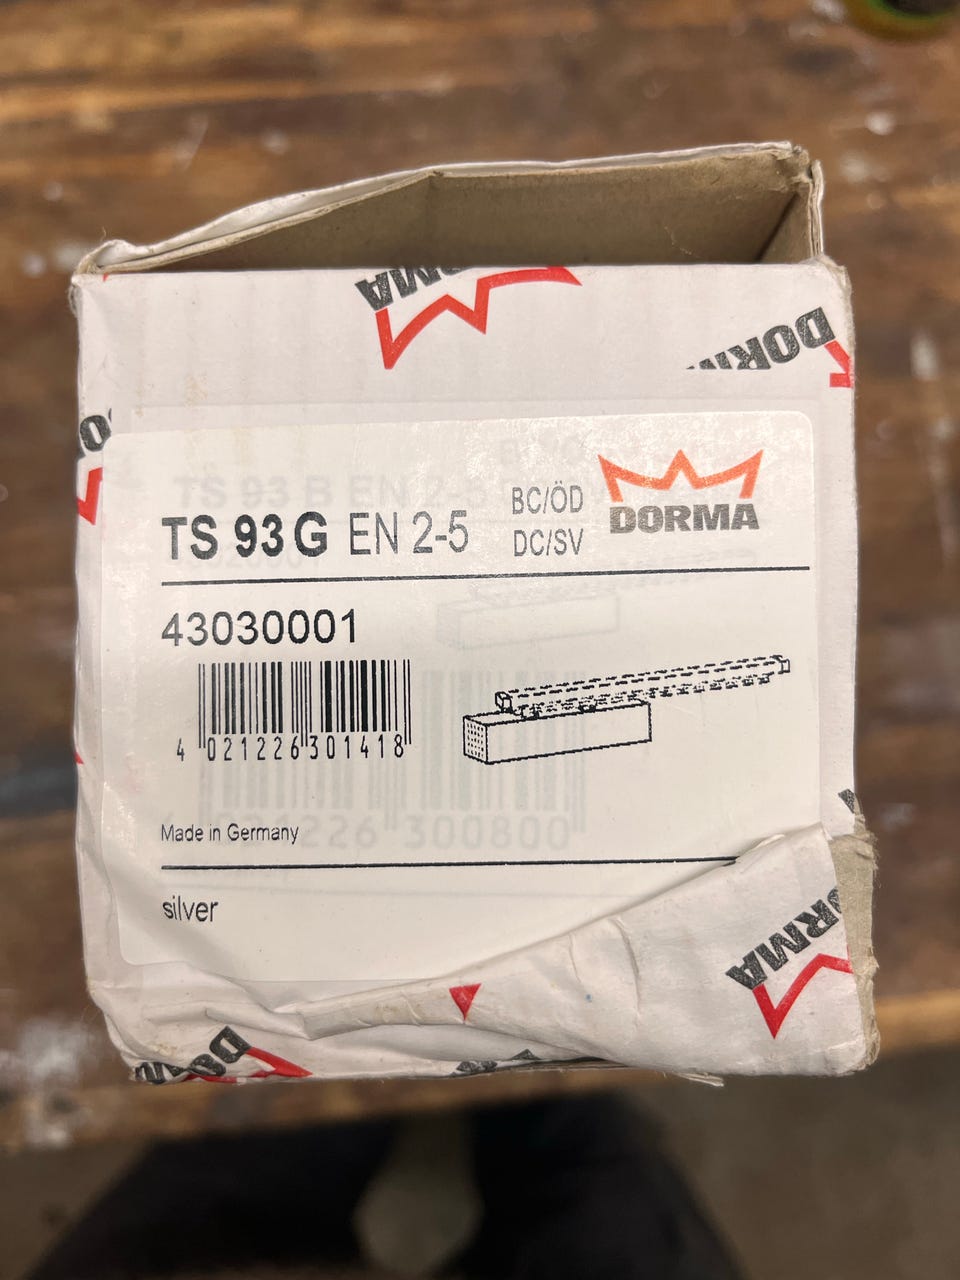 DORMA
DORMA
TS 93 G EN 2-5
BC/ÖD
DC/SV
DORMA
43030001
4 021226 301418
Made in Germany
silver
DORMA